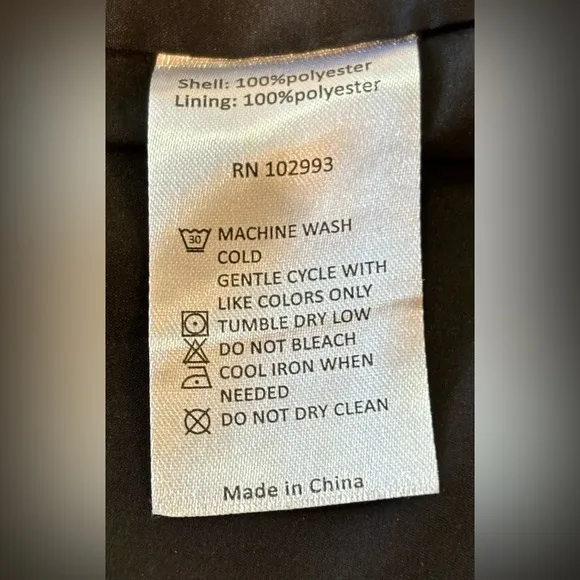 Shell: 100%polyester
Lining: 100%polyester
RN 102993
30 MACHINE WASH
COLD
GENTLE CYCLE WITH
LIKE COLORS ONLY
TUMBLE DRY LOW
DO NOT BLEACH
COOL IRON WHEN
NEEDED
DO NOT DRY CLEAN
Made in China